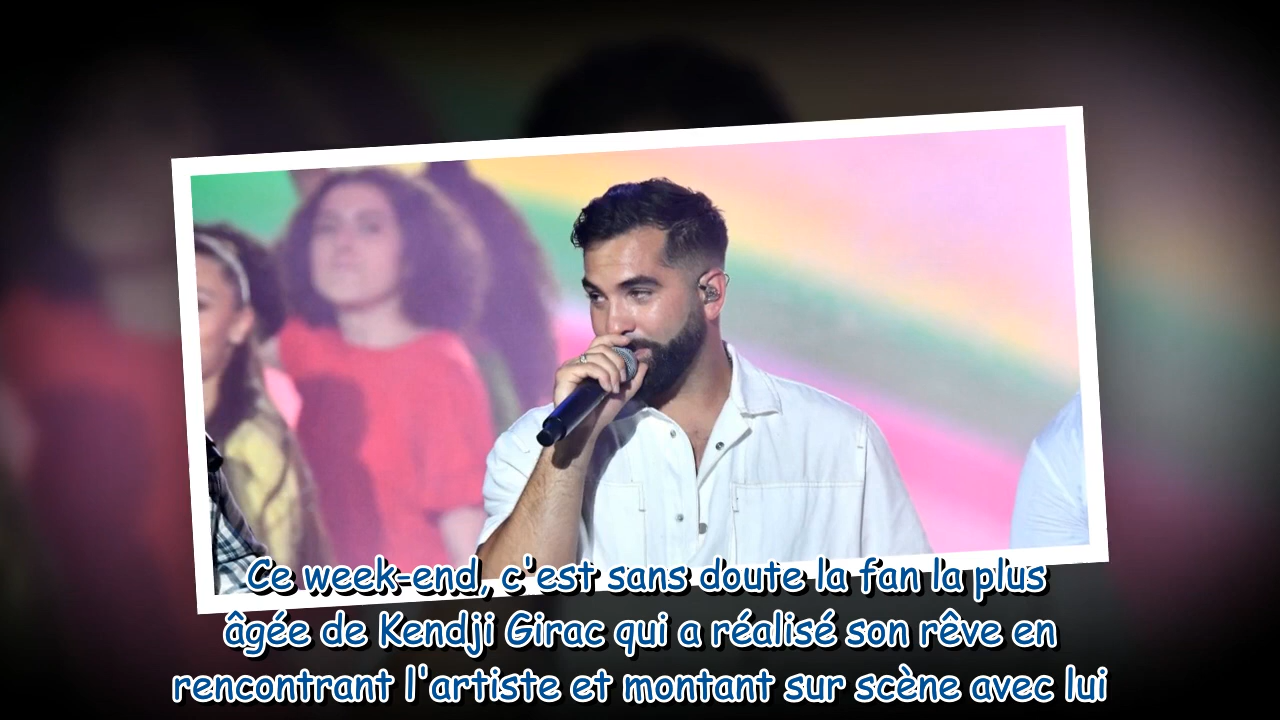 Ce week-end, c'est sans doute la fan la plus
âgée de Kendji Girac qui a réalisé son rêve en
rencontrant l'artiste et montant sur scène avec lui